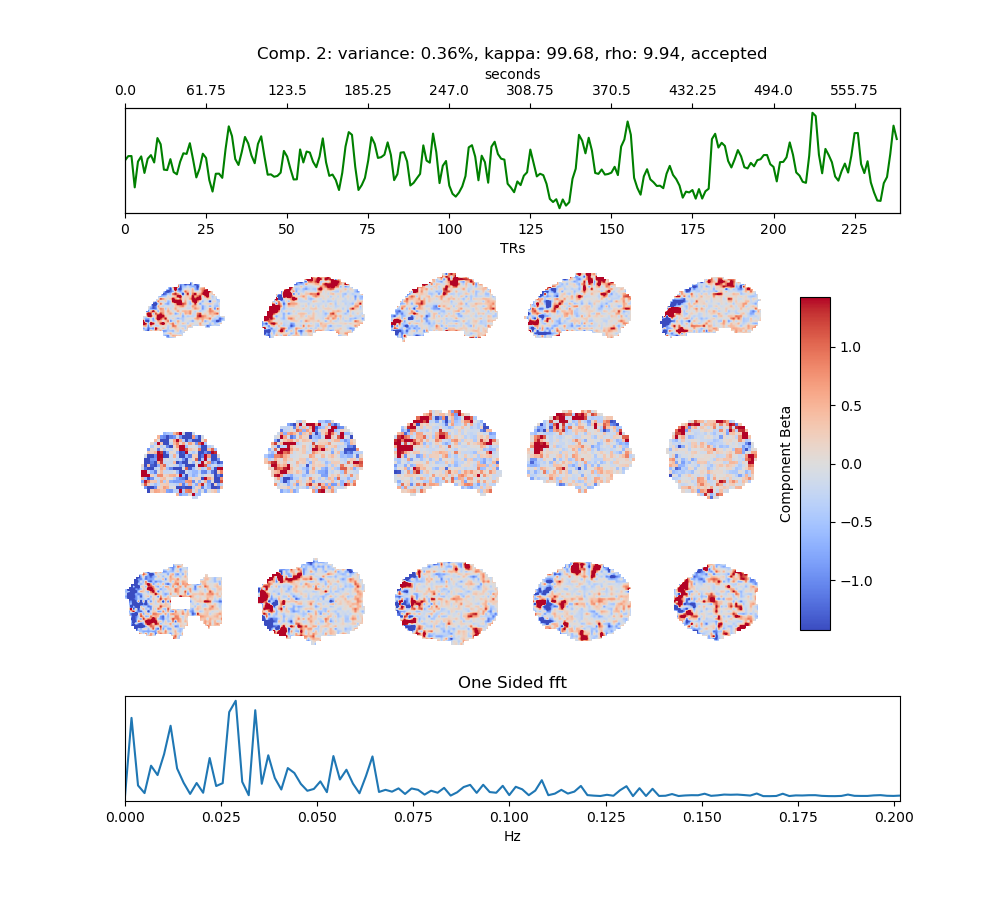 Comp. 2: variance: 0.36%, kappa: 99.68, rho: 9.94, accepted
seconds
0.0 61.75 123.5 185.25 247.0 308.75 370.5 432.25 494.0 555.75
0 25 50 75 100 125 150 175 200 225
TRs
1.0
0.5
0.0
−0.5
−1.0
Component Beta
One Sided fft
0.000 0.025 0.050 0.075 0.100 0.125 0.150 0.175 0.200
Hz